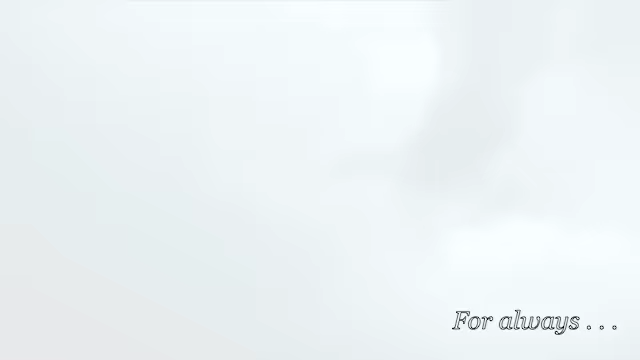 For always . . .